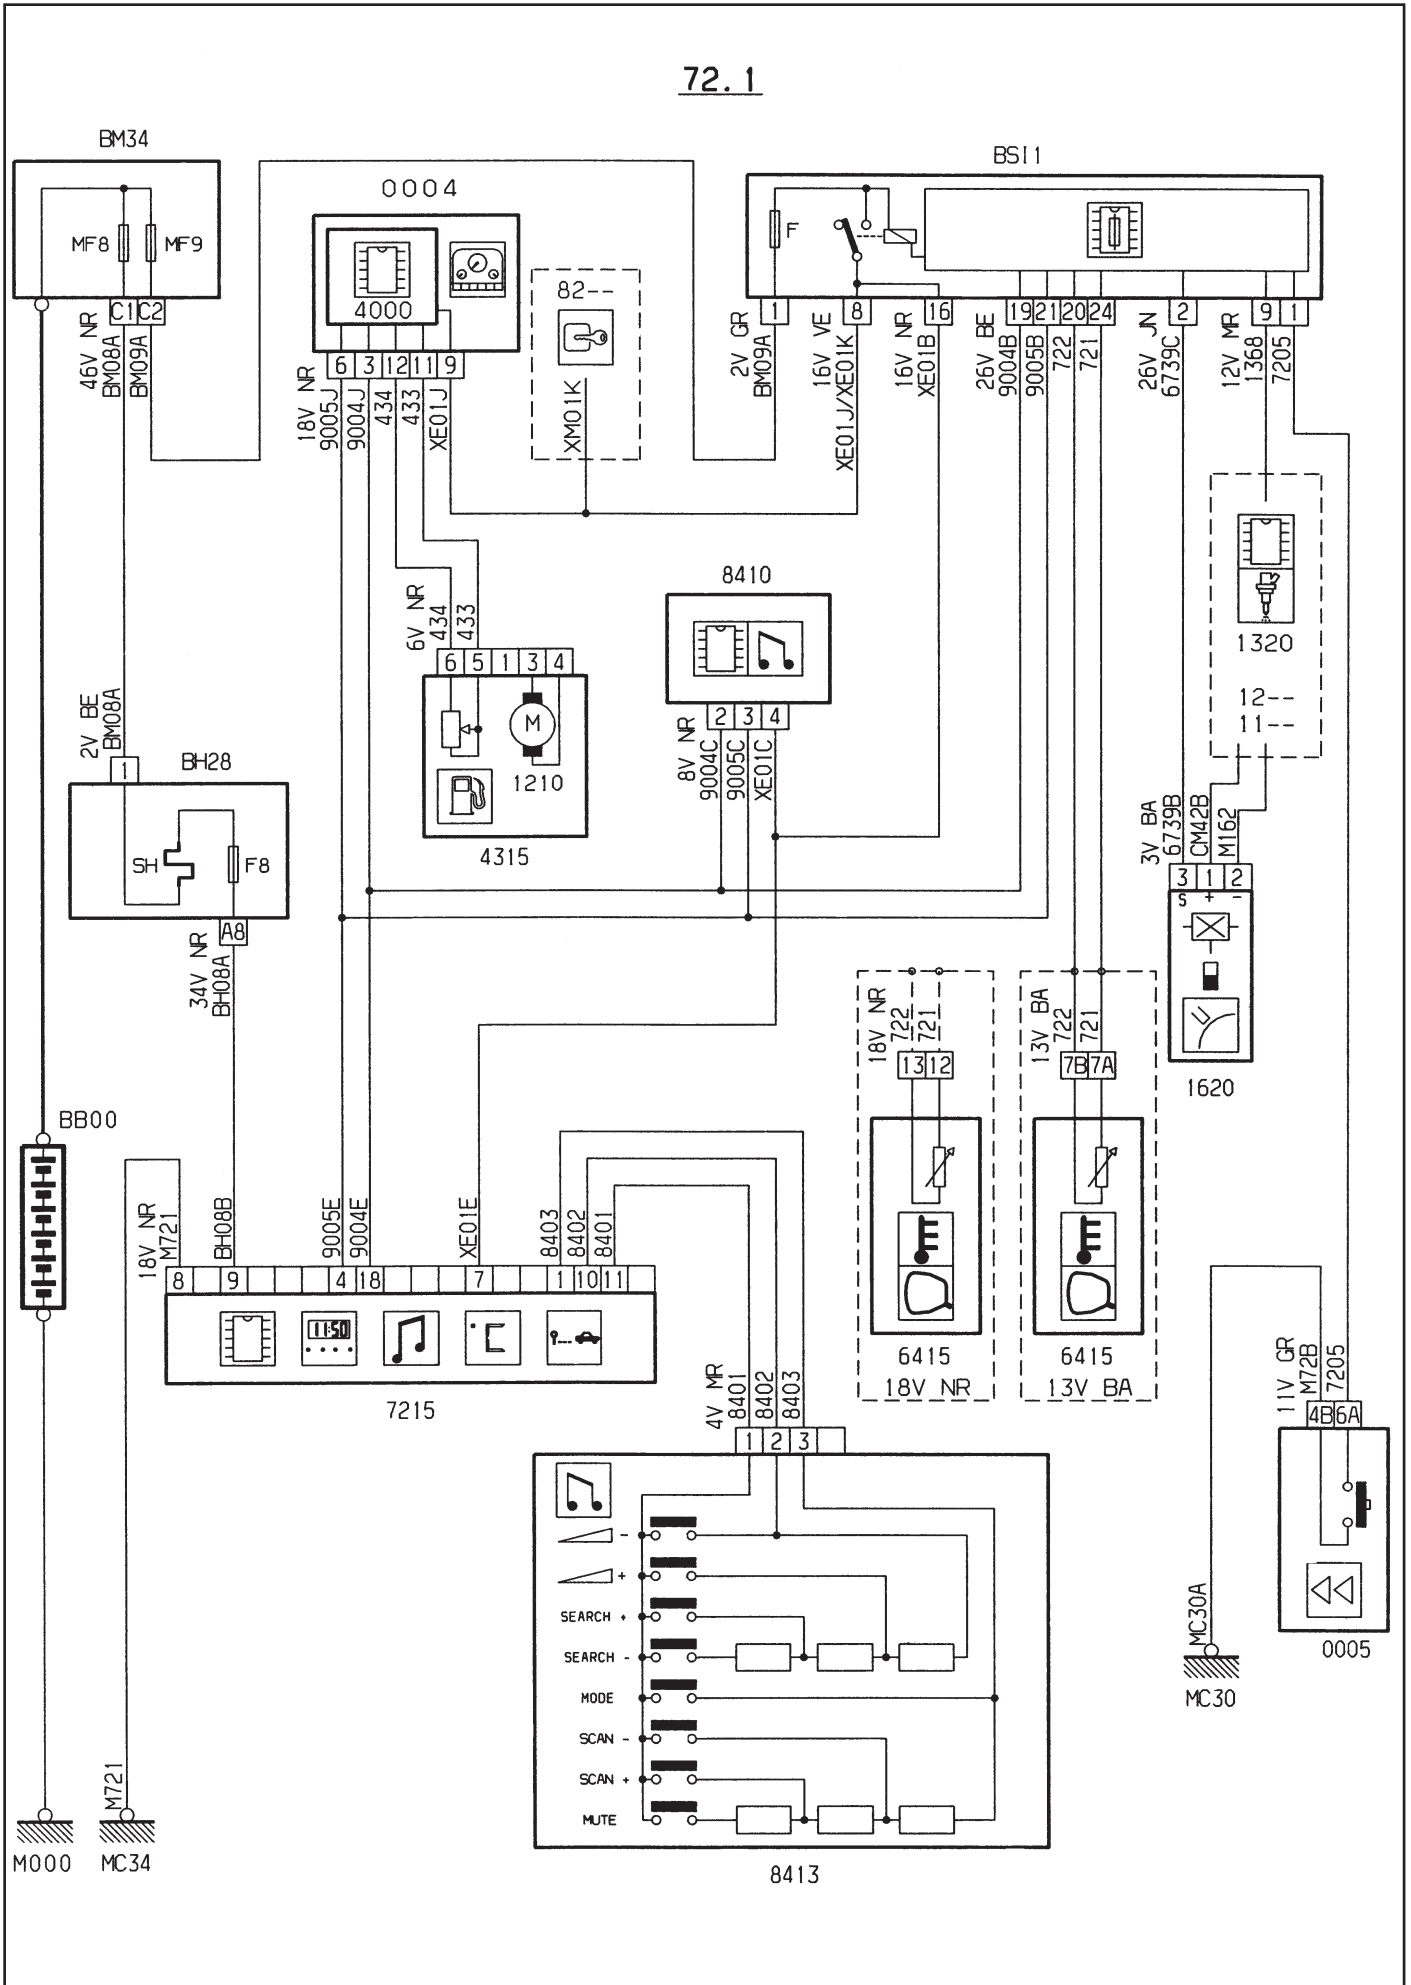 72.1
BM34
MF8
MF9
C1 C2
46V NR
BM08A
BM09A
0004
4000
6 3 12 11 9
18V NR
9005J
9004J
434
433
XE01J
82--
XM01K
BSI1
F
1
8
16
19 21 20 24
2
9 1
2V GR
BM09A
16V VE
XE01J/XE01K
16V NR
XE01B
26V BE
9004B
9005B
722
721
26V JN
6739C
12V MR
1368
7205
1320
12--
11--
6V NR
434
433
6 5 1 3 4
M
1210
4315
8410
2 3 4
8V NR
9004C
9005C
XE01C
2V BE
BM08A
1
BH28
SH
F8
A8
34V NR
BH08A
3V BA
6739B
CM42B
M162
3 1 2
S + -
1620
18V NR
722
721
13 12
6415
18V NR
13V BA
722
721
7B 7A
6415
13V BA
BB00
18V NR
M721
BH08B
9005E
9004E
XE01E
8403
8402
8401
8 9 4 18 7 1 10 11
11:50
°C
7215
4V MR
8401
8402
8403
1 2 3
-
+
SEARCH +
SEARCH -
MODE
SCAN -
SCAN +
MUTE
8413
11V GR
M72B
7205
4B 6A
0005
MC30A
MC30
M721
M000
MC34